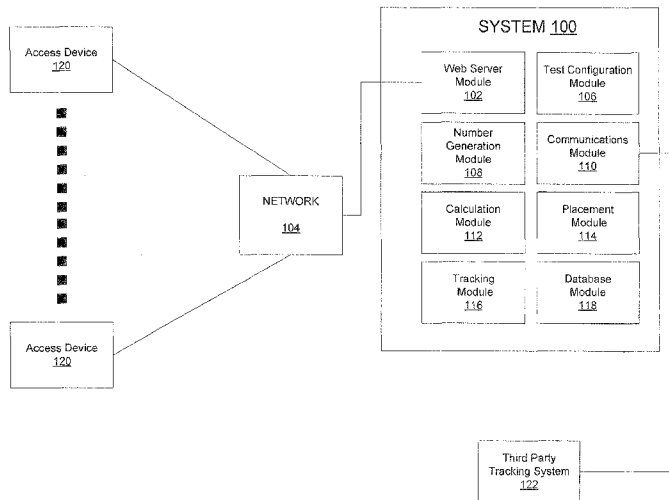 SYSTEM 100
Access Device
120
Web Server
Module
102
Test Configuration
Module
106
Number
Generation
Module
108
Communications
Module
110
NETWORK
104
Calculation
Module
112
Placement
Module
114
Tracking
Module
116
Database
Module
118
Access Device
120
Third Party
Tracking System
122